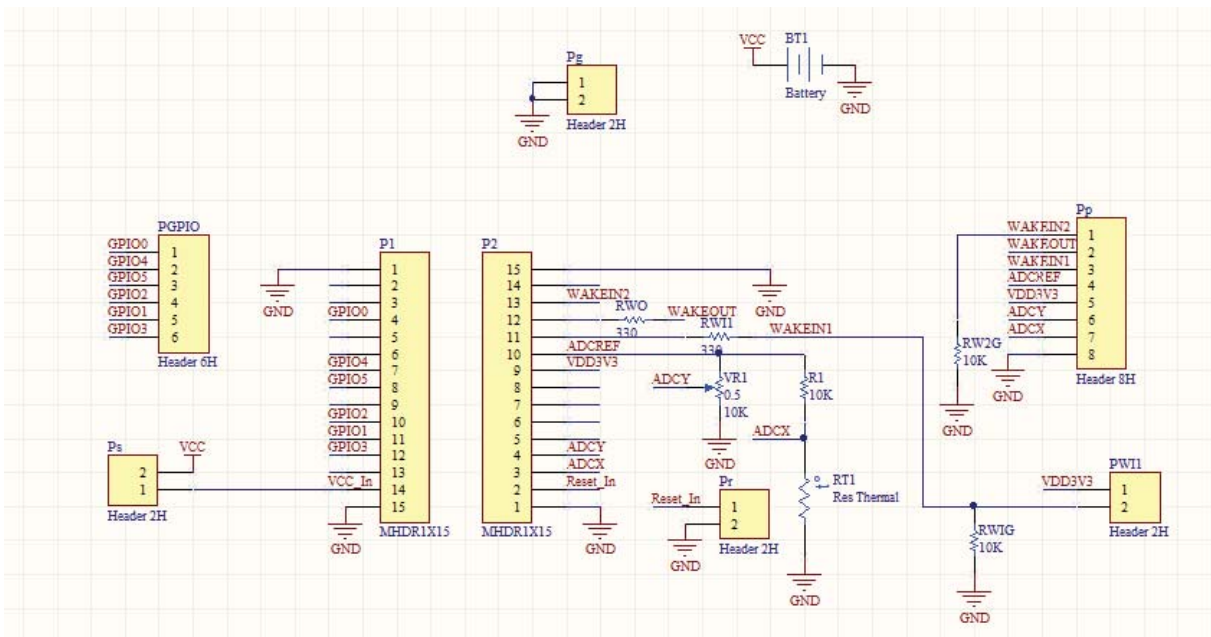 VCC
BT1
Battery
GND
Pg
1
2
Header 2H
GND
PGPIO
GPIO0
1
GPIO4
2
GPIO5
3
GPIO2
4
GPIO1
5
GPIO3
6
Header 6H
Ps
VCC
2
1
Header 2H
P1
GND
1
2
3
GPIO0
4
5
6
GPIO4
7
GPIO5
8
9
GPIO2
10
GPIO1
11
GPIO3
12
13
VCC_In
14
15
GND
MHDR1X15
P2
15
14
13
WAKEIN2
12
RWO
330
WAKEOUT
11
RWI1
330
WAKEIN1
10
ADCREF
9
VDD3V3
8
7
6
5
4
ADCY
3
ADCX
2
Reset_In
1
MHDR1X15
GND
GND
ADCY
VR1
0.5
10K
GND
R1
10K
ADCX
RT1
Res Thermal
GND
Pr
Reset_In
1
2
Header 2H
GND
Pp
WAKEIN2
1
WAKEOUT
2
WAKEIN1
3
ADCREF
4
VDD3V3
5
ADCY
6
ADCX
7
8
Header 8H
GND
RW2G
10K
GND
PWI1
VDD3V3
1
2
Header 2H
RWIG
10K
GND